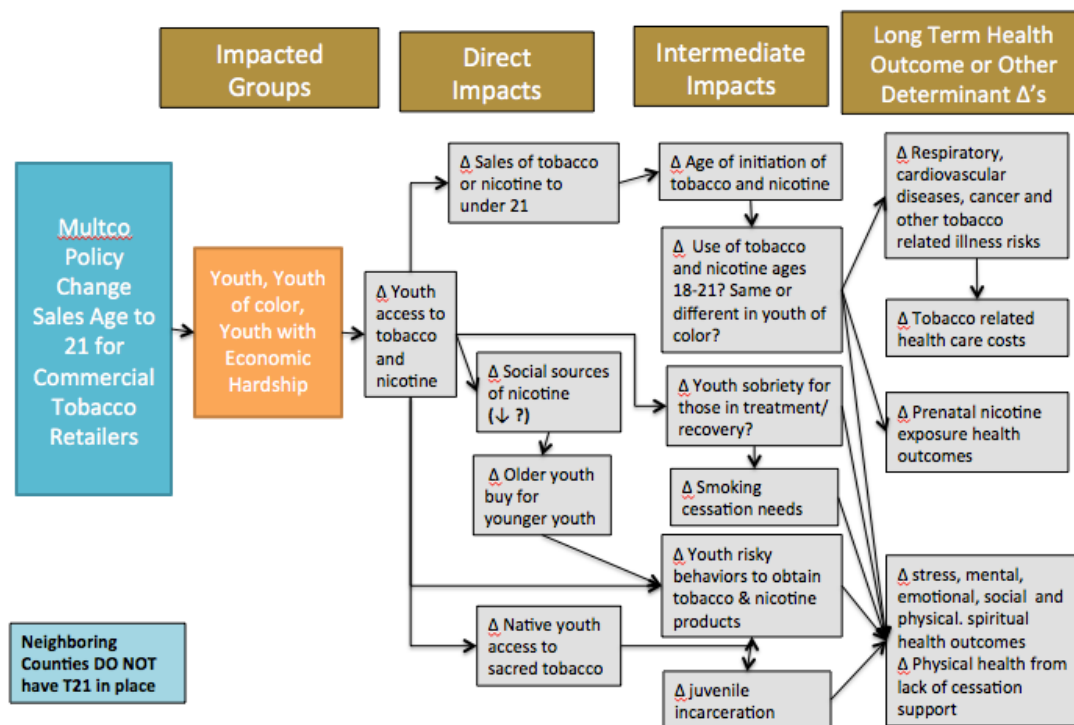 Impacted
Groups
Direct
Impacts
Intermediate
Impacts
Long Term Health
Outcome or Other
Determinant Δ's
Multco
Policy
Change
Sales Age to
21 for
Commercial
Tobacco
Retailers
Youth, Youth
of color,
Youth with
Economic
Hardship
Δ Youth
access to
tobacco
and
nicotine
Δ Sales of tobacco
or nicotine to
under 21
Δ Social sources
of nicotine
(↓ ?)
Δ Older youth
buy for
younger youth
Δ Native youth
access to
sacred tobacco
Δ Age of initiation of
tobacco and nicotine
Δ Use of tobacco
and nicotine ages
18-21? Same or
different in youth of
color?
Δ Youth sobriety for
those in treatment/
recovery?
Δ Smoking
cessation needs
Δ Youth risky
behaviors to obtain
tobacco & nicotine
products
Δ juvenile
incarceration
Δ Respiratory,
cardiovascular
diseases, cancer and
other tobacco
related illness risks
Δ Tobacco related
health care costs
Δ Prenatal nicotine
exposure health
outcomes
Δ stress, mental,
emotional, social and
physical. spiritual
health outcomes
Δ Physical health from
lack of cessation
support
Neighboring
Counties DO NOT
have T21 in place